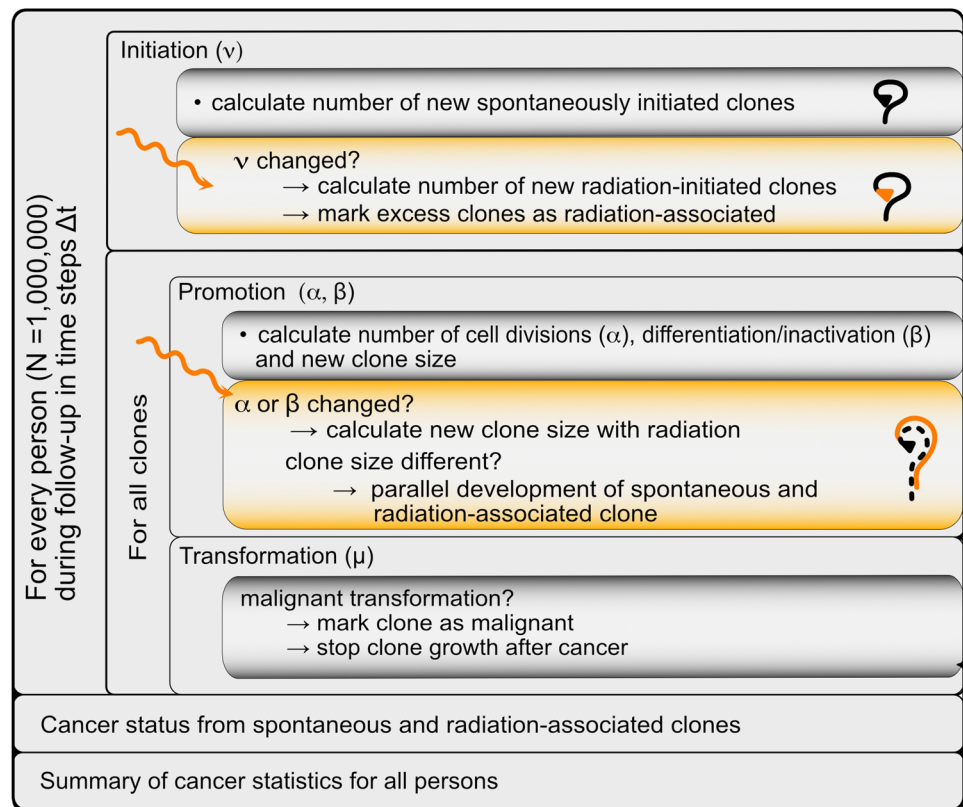 For every person (N =1,000,000)
during follow-up in time steps Δt
Initiation (ν)
• calculate number of new spontaneously initiated clones
ν changed?
→ calculate number of new radiation-initiated clones
→ mark excess clones as radiation-associated
For all clones
Promotion (α, β)
• calculate number of cell divisions (α), differentiation/inactivation (β)
and new clone size
α or β changed?
→ calculate new clone size with radiation
clone size different?
→ parallel development of spontaneous and
radiation-associated clone
Transformation (μ)
malignant transformation?
→ mark clone as malignant
→ stop clone growth after cancer
Cancer status from spontaneous and radiation-associated clones
Summary of cancer statistics for all persons